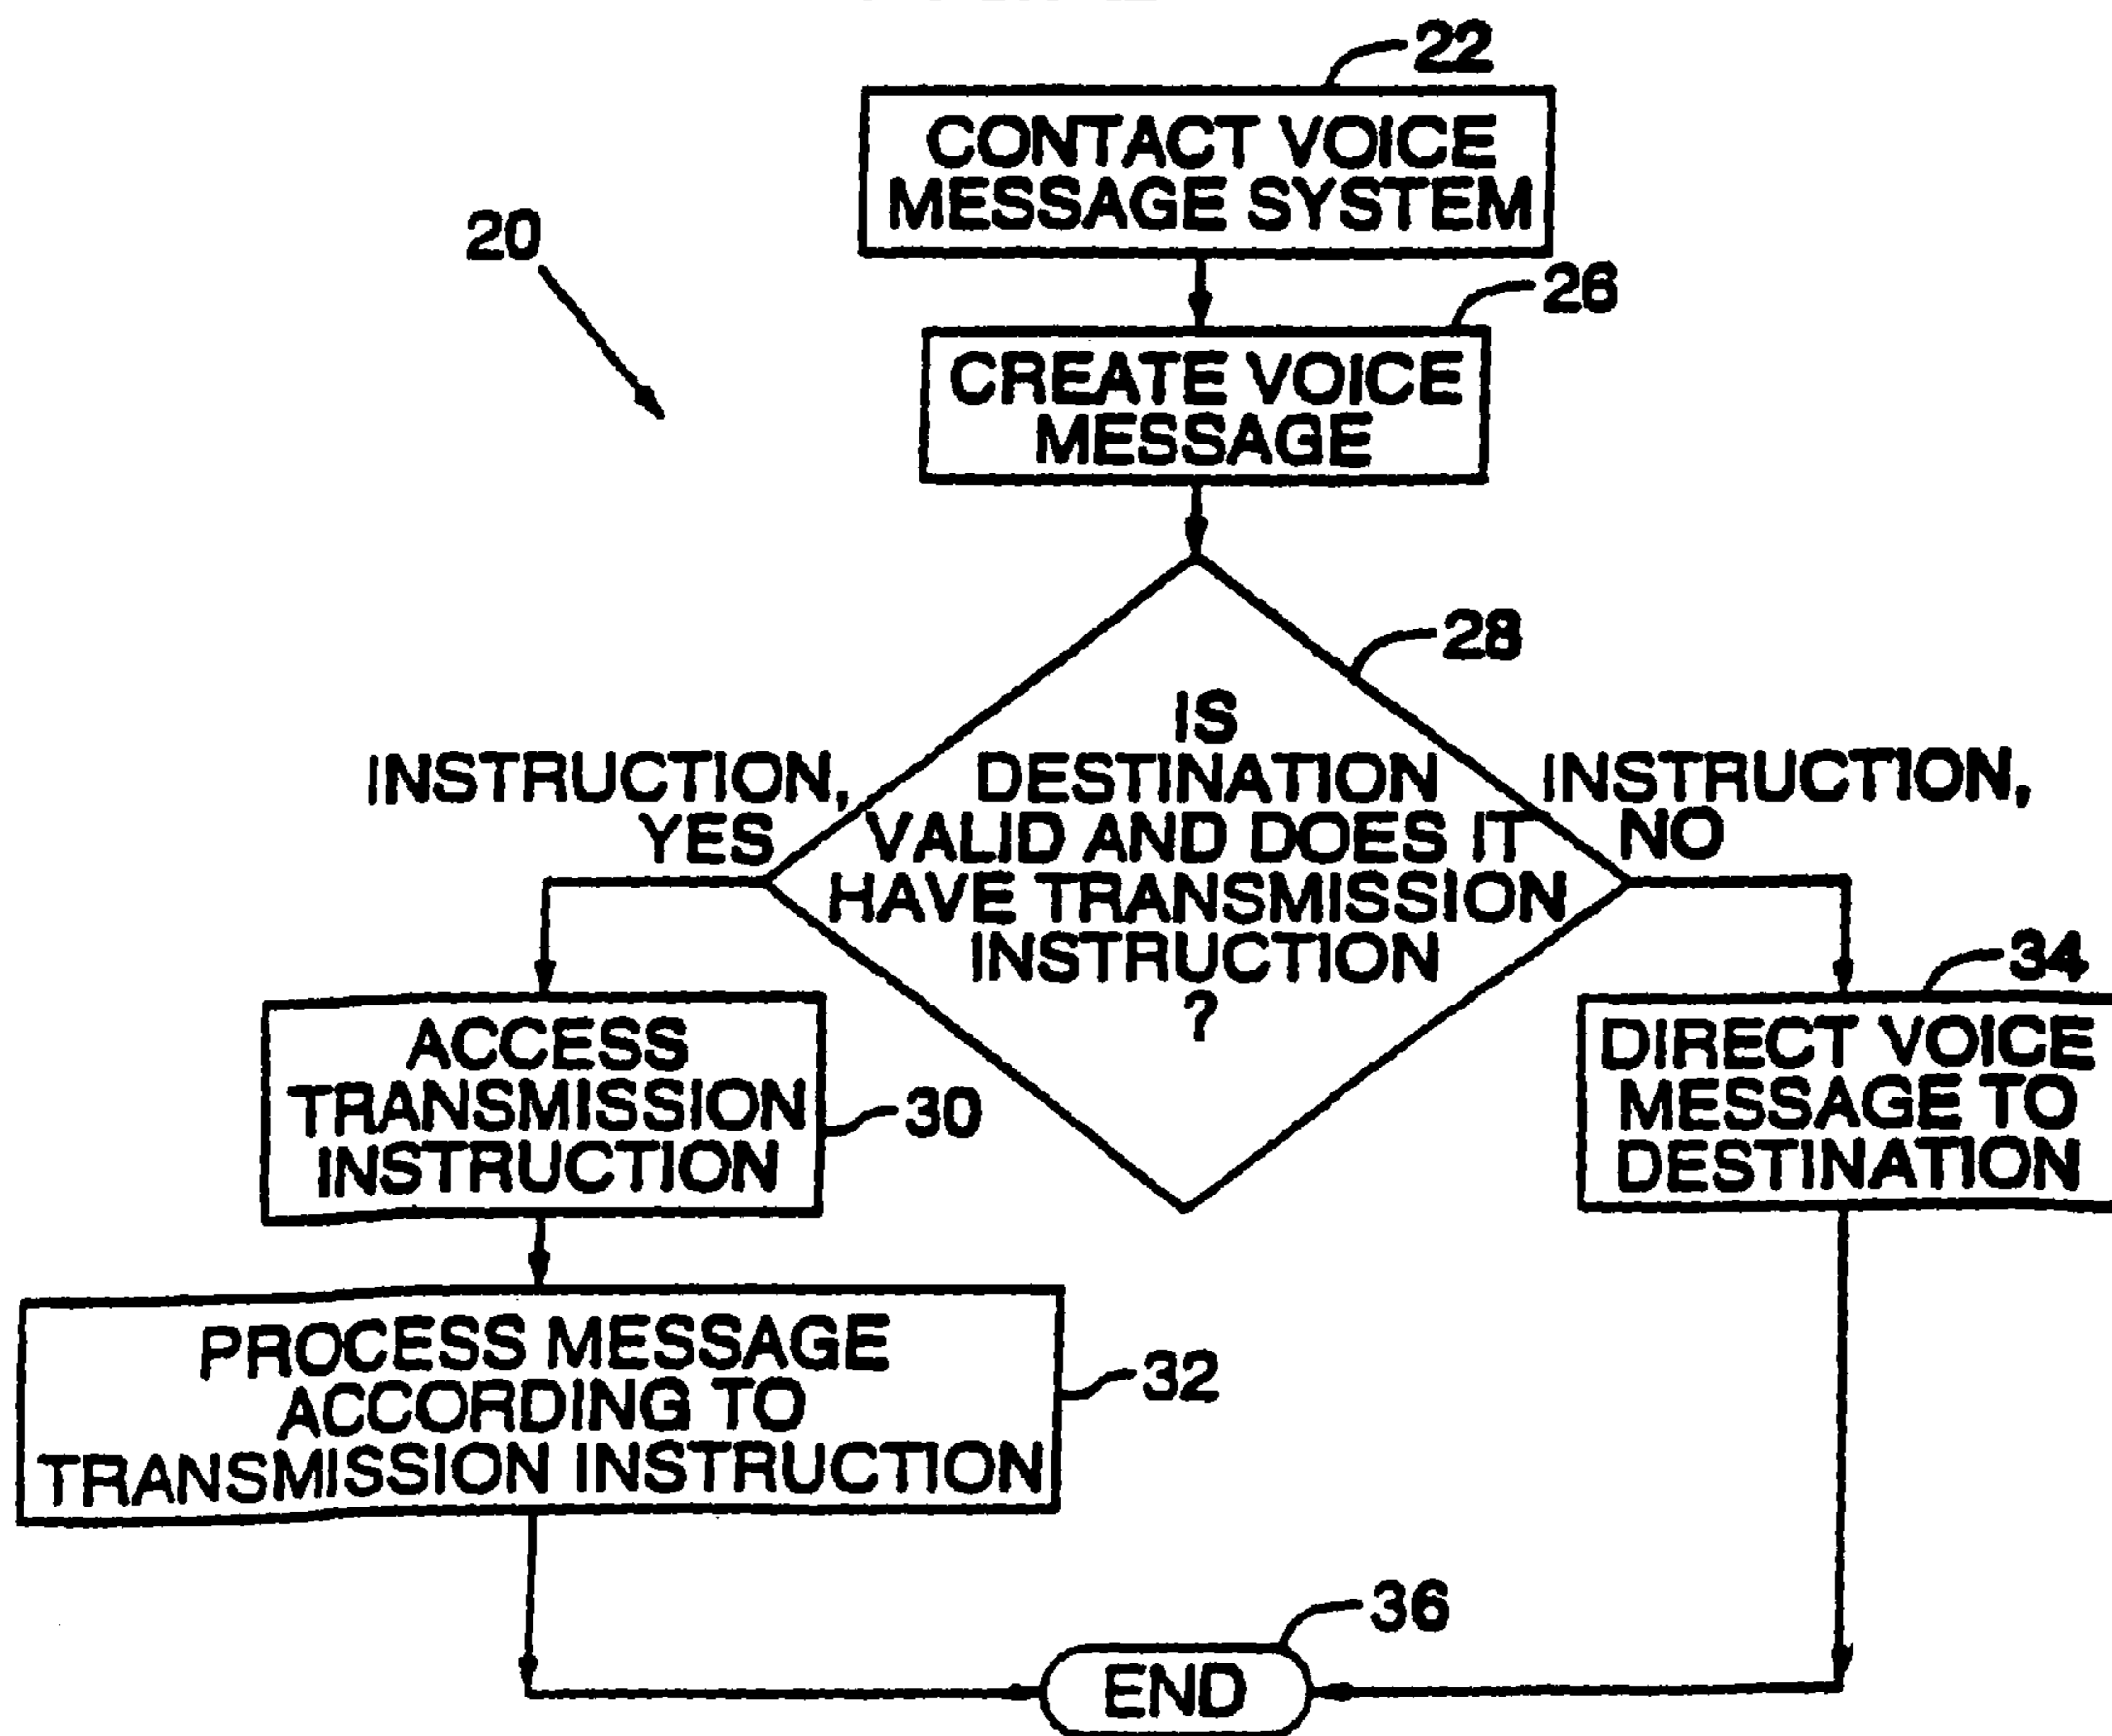 22
CONTACT VOICE
MESSAGE SYSTEM
20
26
CREATE VOICE
MESSAGE
28
IS
DESTINATION
VALID AND DOES IT
HAVE TRANSMISSION
INSTRUCTION
?
INSTRUCTION,
YES
INSTRUCTION,
NO
ACCESS
TRANSMISSION
INSTRUCTION
30
34
DIRECT VOICE
MESSAGE TO
DESTINATION
PROCESS MESSAGE
ACCORDING TO
TRANSMISSION INSTRUCTION
32
36
END